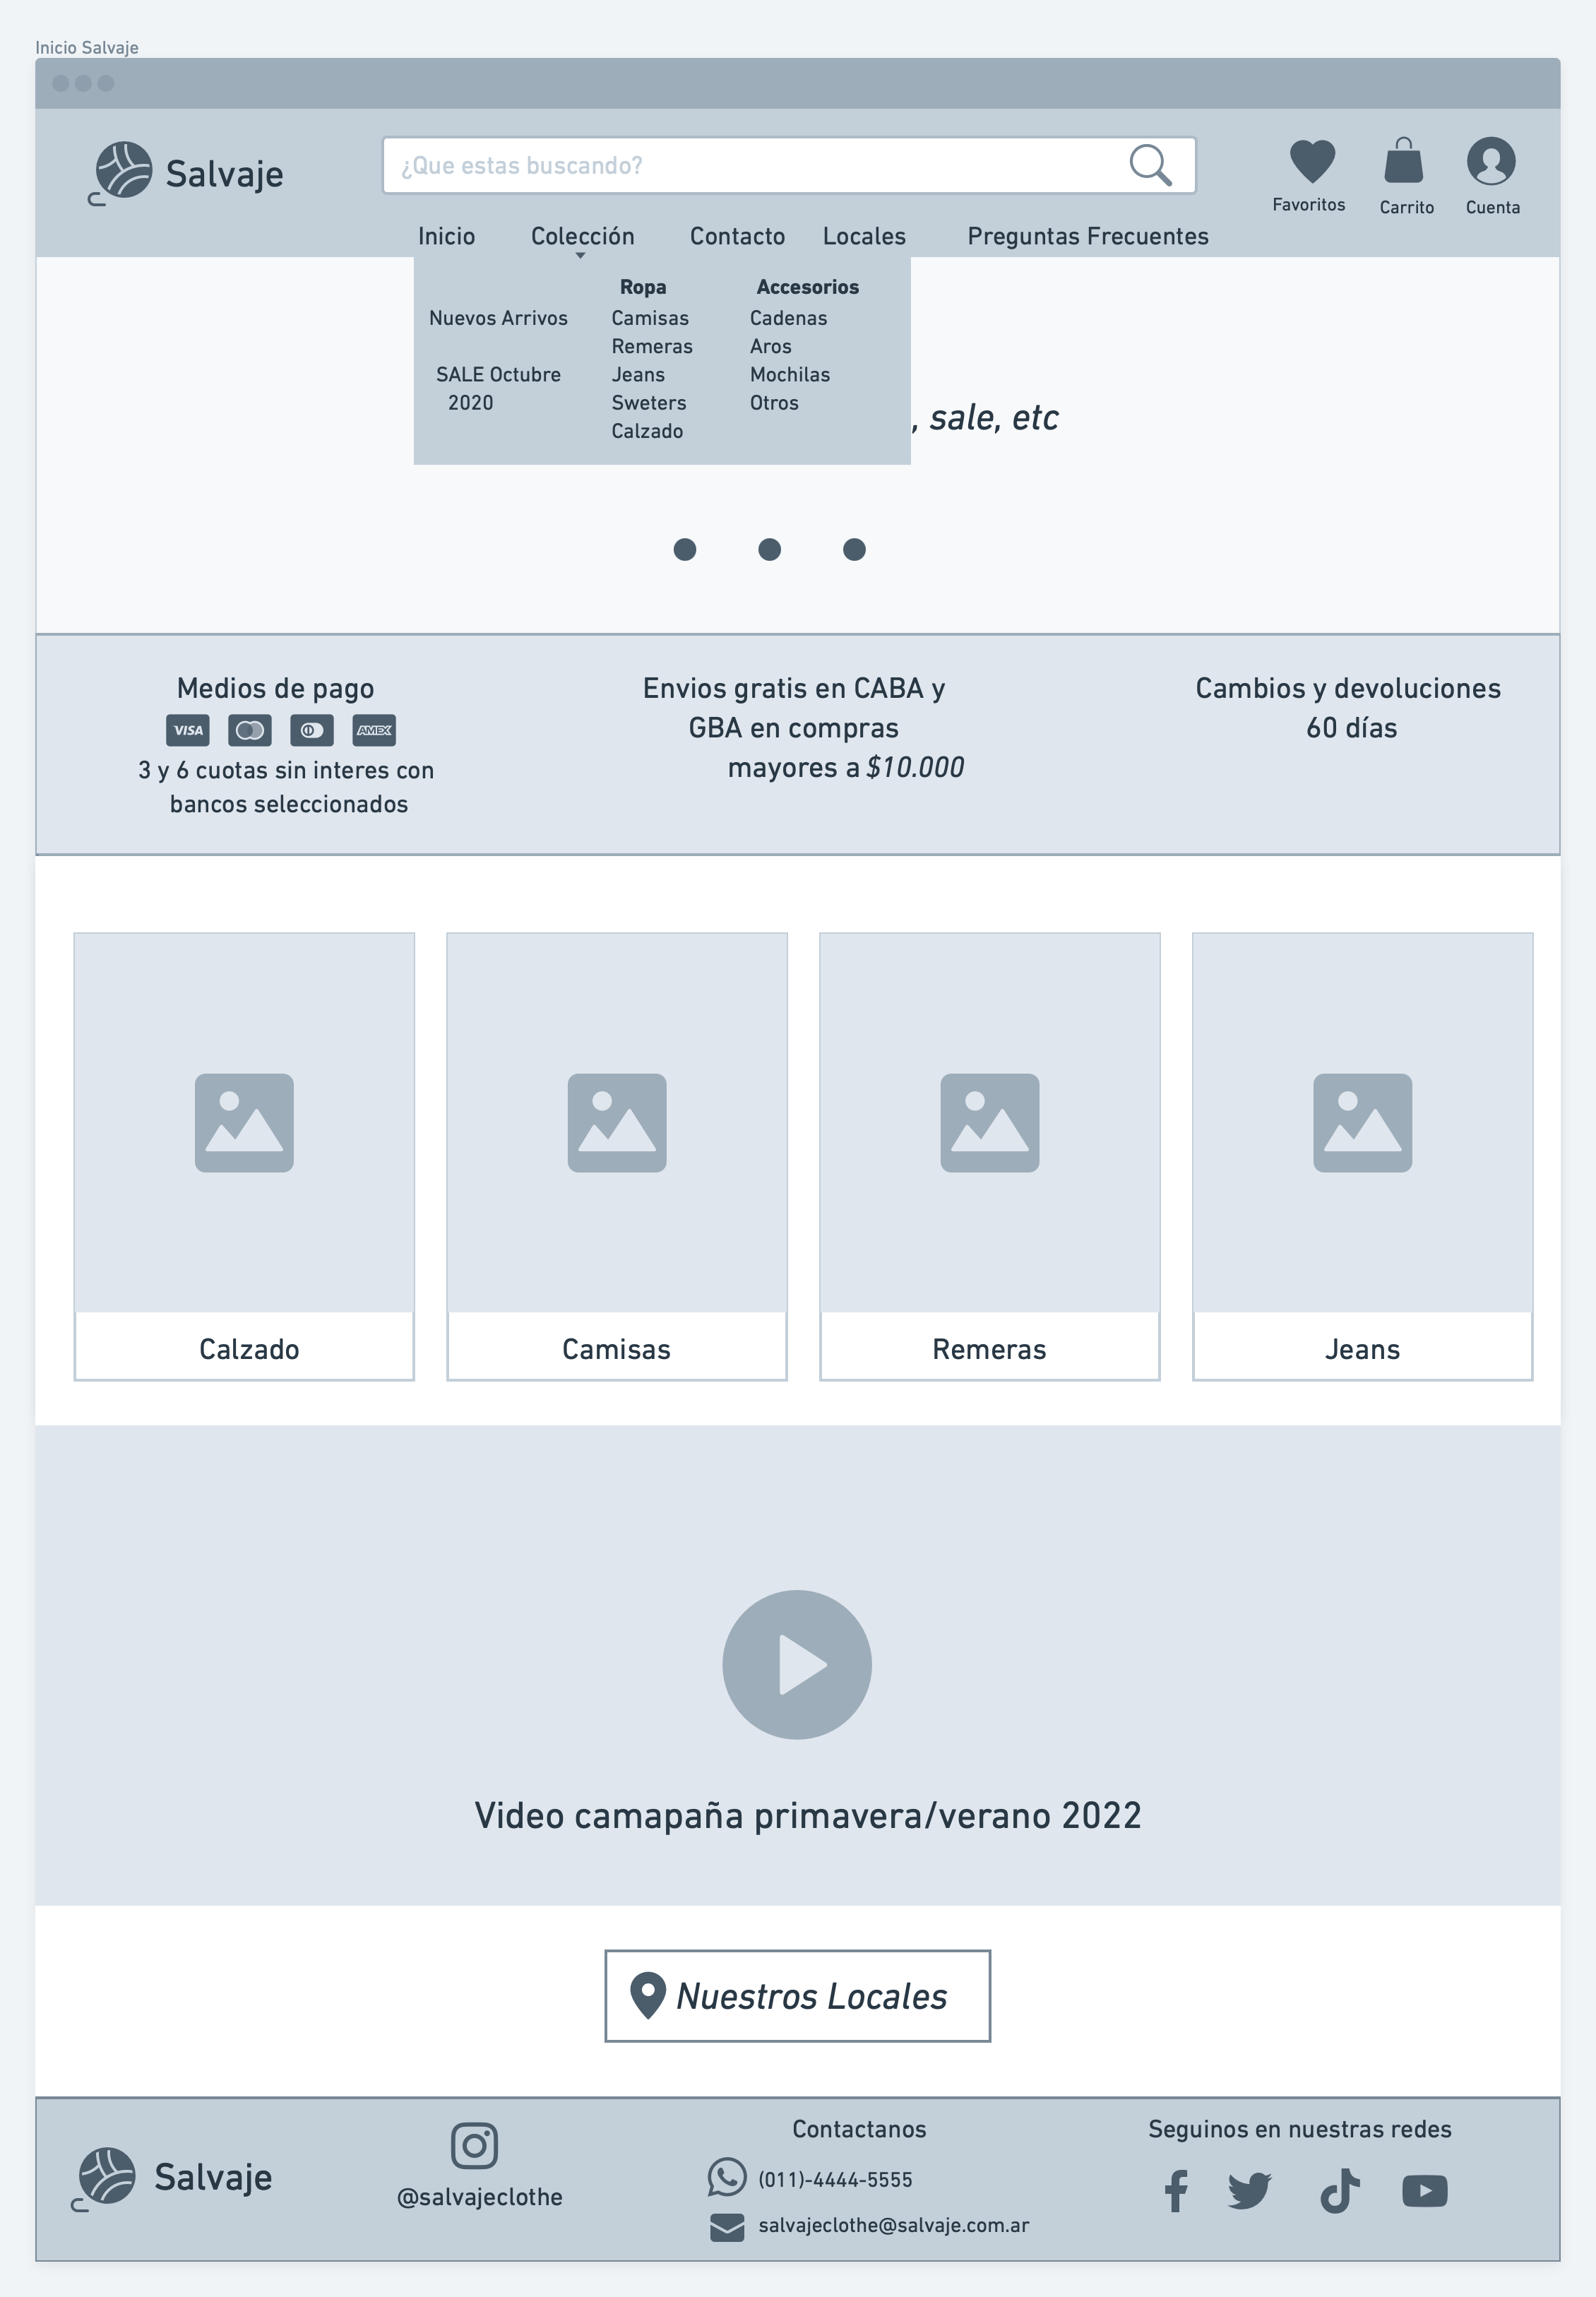 Inicio Salvaje
Salvaje
¿Que estas buscando?
Favoritos
Carrito
Cuenta
Inicio
Colección
Contacto
Locales
Preguntas Frecuentes
Nuevos Arrivos
SALE Octubre
2020
Ropa
Camisas
Remeras
Jeans
Sweters
Calzado
Accesorios
Cadenas
Aros
Mochilas
Otros
, sale, etc
Medios de pago
VISA
AMEX
3 y 6 cuotas sin interes con
bancos seleccionados
Envios gratis en CABA y
GBA en compras
mayores a $10.000
Cambios y devoluciones
60 días
Calzado
Camisas
Remeras
Jeans
Video camapaña primavera/verano 2022
Nuestros Locales
Salvaje
@salvajeclothe
Contactanos
(011)-4444-5555
salvajeclothe@salvaje.com.ar
Seguinos en nuestras redes